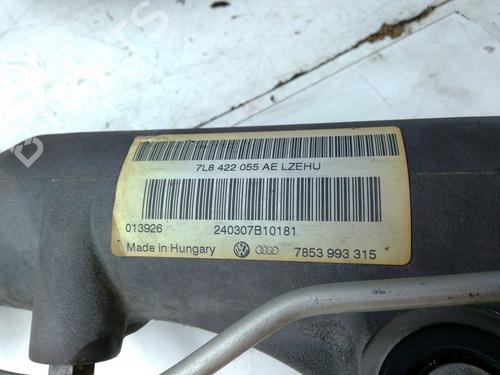 7L8 422 055 AE LZEHU
013926 240307B10181
Made in Hungary 7853 993 315